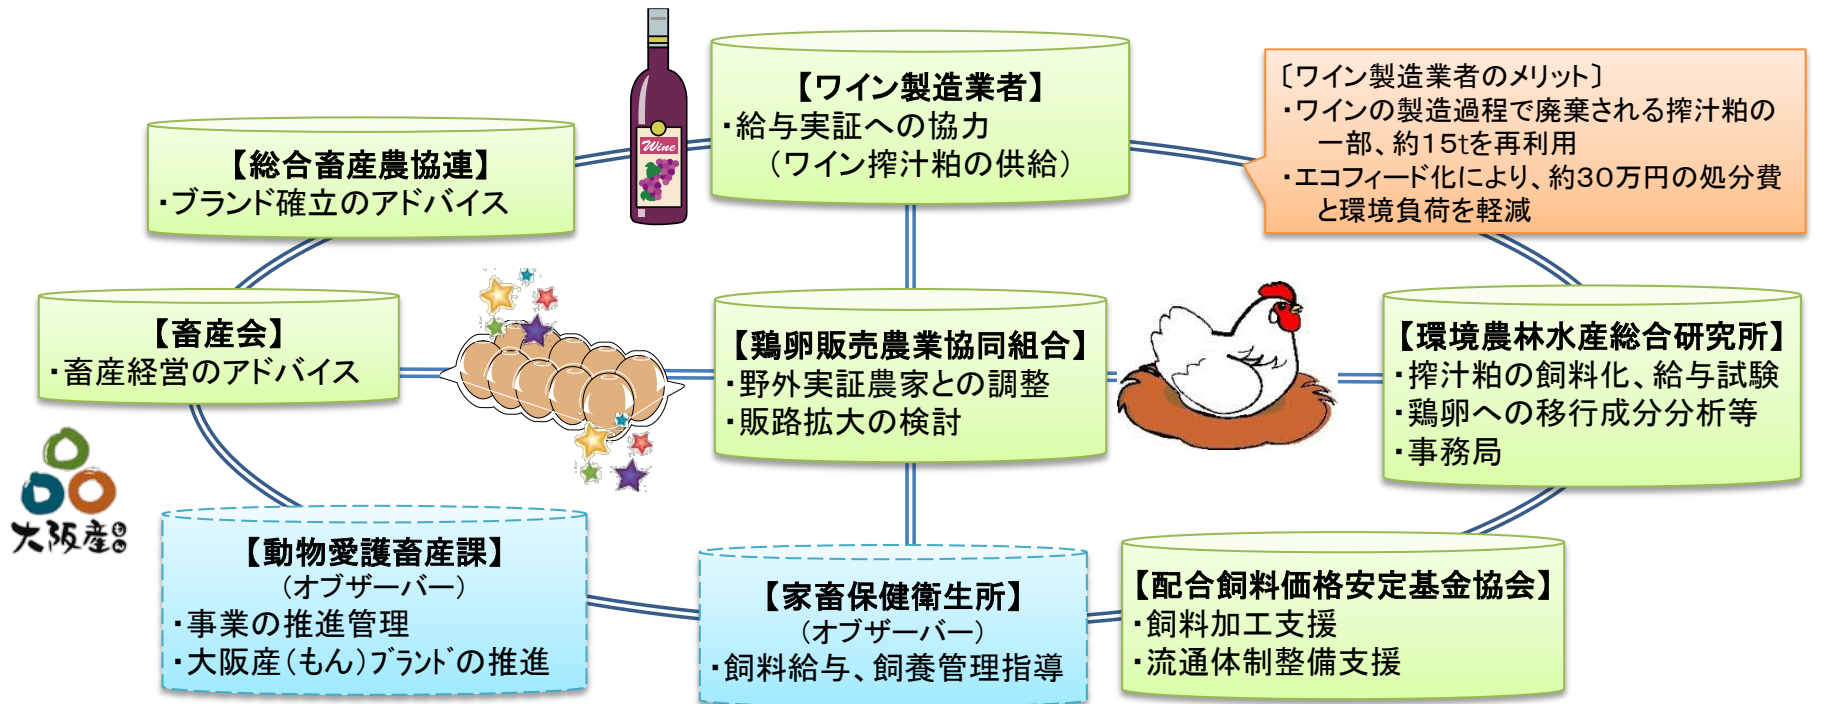 【ワイン製造業者】
・給与実証への協力
（ワイン搾汁粕の供給）
〔ワイン製造業者のメリット〕
・ワインの製造過程で廃棄される搾汁粕の
一部、約15tを再利用
・エコフィード化により、約30万円の処分費
と環境負荷を軽減
【総合畜産農協連】
・ブランド確立のアドバイス
Wine
【畜産会】
・畜産経営のアドバイス
【鶏卵販売農業協同組合】
・野外実証農家との調整
・販路拡大の検討
【環境農林水産総合研究所】
・搾汁粕の飼料化、給与試験
・鶏卵への移行成分分析等
・事務局
大阪産もん
【動物愛護畜産課】
（オブザーバー）
・事業の推進管理
・大阪産（もん）ﾌﾞﾗﾝﾄﾞの推進
【家畜保健衛生所】
（オブザーバー）
・飼料給与、飼養管理指導
【配合飼料価格安定基金協会】
・飼料加工支援
・流通体制整備支援